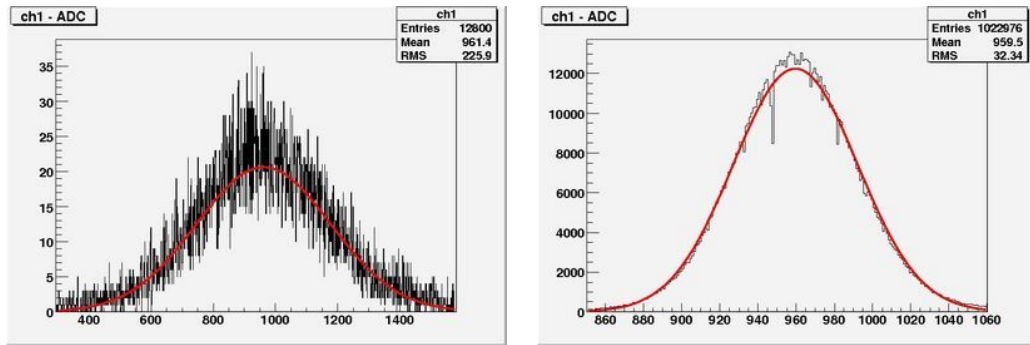 ch1 - ADC
ch1
Entries 12800
Mean 961.4
RMS 225.9
35
30
25
20
15
10
5
0
400 600 800 1000 1200 1400
ch1 - ADC
ch1
Entries 1022976
Mean 959.5
RMS 32.34
12000
10000
8000
6000
4000
2000
0
860 880 900 920 940 960 980 1000 1020 1040 1060